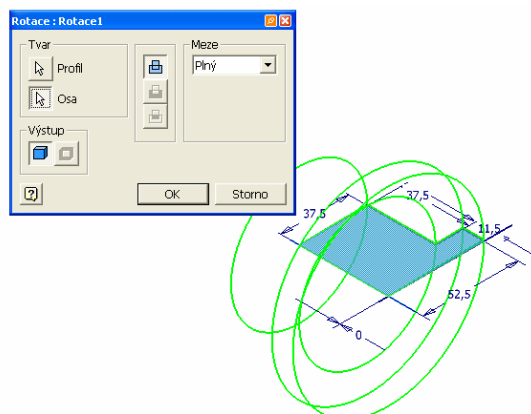 Rotace : Rotace1
Tvar
Profil
Osa
Výstup
Meze
Plný
OK
Storno
37,5
37,5
11,5
52,5
0